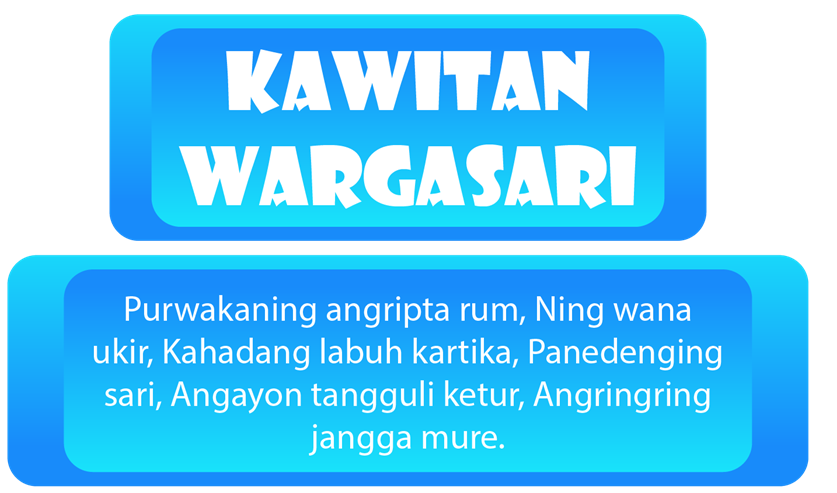 KAWITAN
WARGASARI
Purwakaning angripta rum, Ning wana
ukir, Kahadang labuh kartika, Panedenging
sari, Angayon tangguli ketur, Angringring
jangga mure.